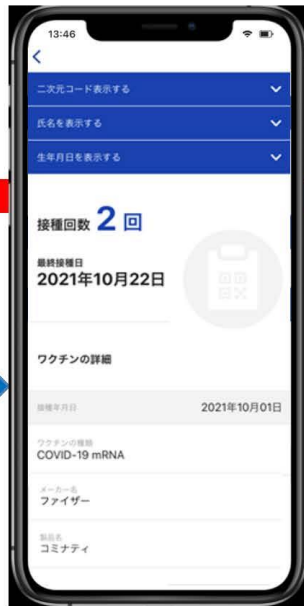 13:46
二次元コード表示する
氏名を表示する
生年月日を表示する
接種回数 2 回
最終接種日
2021年10月22日
ワクチンの詳細
接種年月日 2021年10月01日
ワクチンの種類
COVID-19 mRNA
メーカー名
ファイザー
製品名
コミナティ